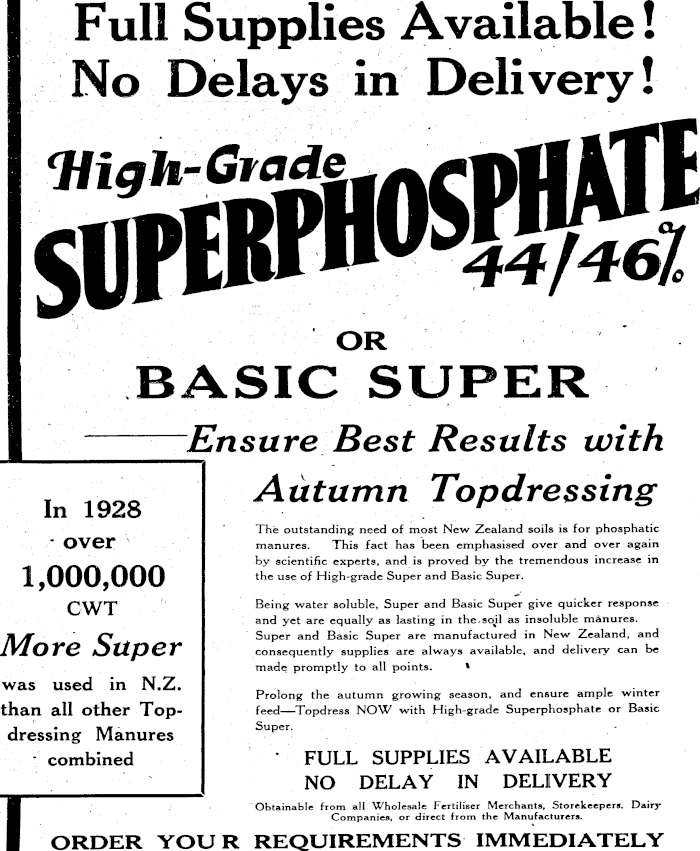 Full Supplies Available!
No Delays in Delivery!
High-Grade
SUPERPHOSPHATE
44/46%
OR
BASIC SUPER
Ensure Best Results with
Autumn Topdressing
In 1928
over
1,000,000
CWT
More Super
was used in N.Z.
than all other Top-
dressing Manures
combined
The outstanding need of most New Zealand soils is for phosphatic
manures. This fact has been emphasised over and over again
by scientific experts, and is proved by the tremendous increase in
the use of High-grade Super and Basic Super.
Being water soluble, Super and Basic Super give quicker response
and yet are equally as lasting in the soil as insoluble manures.
Super and Basic Super are manufactured in New Zealand, and
consequently supplies are always available, and delivery can be
made promptly to all points.
Prolong the autumn growing season, and ensure ample winter
feed—Topdress NOW with High-grade Superphosphate or Basic
Super.
FULL SUPPLIES AVAILABLE
NO DELAY IN DELIVERY
Obtainable from all Wholesale Fertiliser Merchants, Storekeepers, Dairy
Companies, or direct from the Manufacturers.
ORDER YOUR REQUIREMENTS IMMEDIATELY